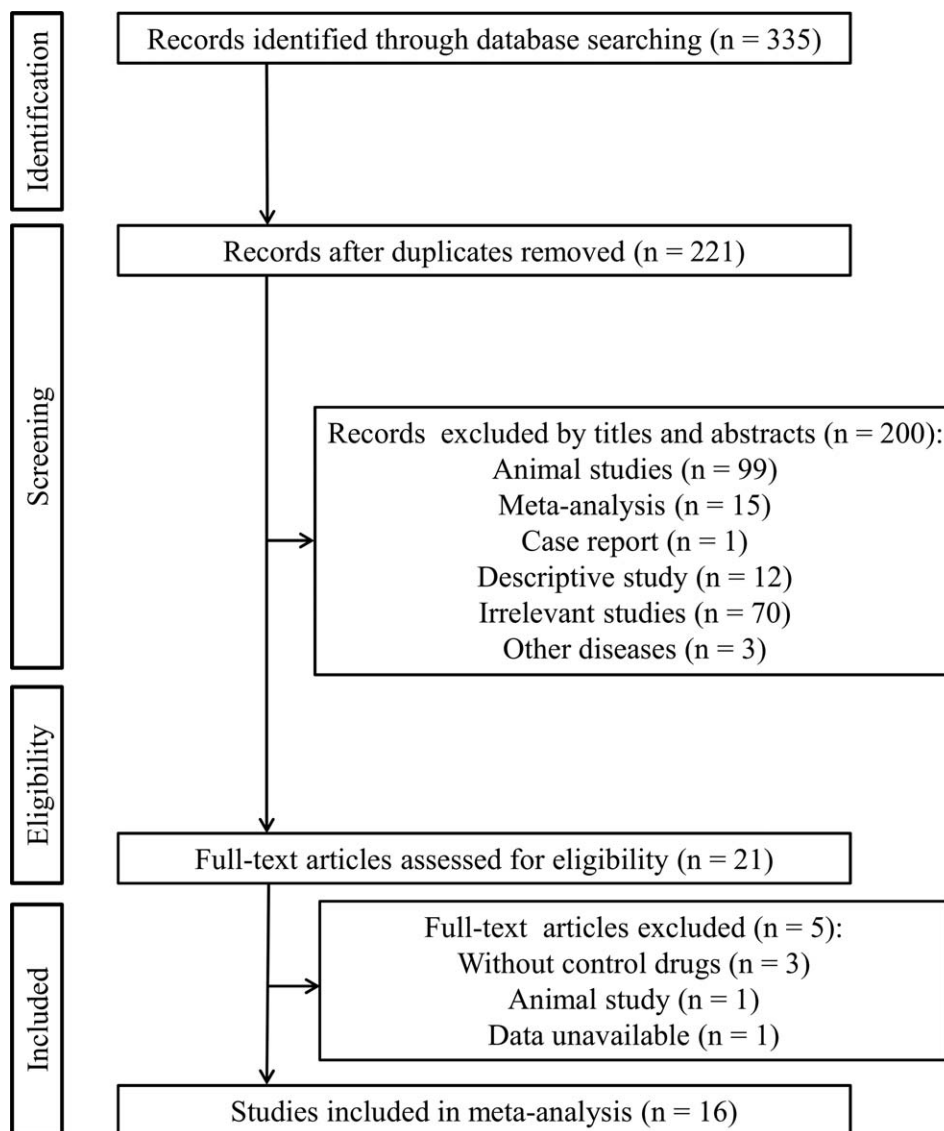 Identification
Records identified through database searching (n = 335)
Screening
Records after duplicates removed (n = 221)
Records excluded by titles and abstracts (n = 200):
Animal studies (n = 99)
Meta-analysis (n = 15)
Case report (n = 1)
Descriptive study (n = 12)
Irrelevant studies (n = 70)
Other diseases (n = 3)
Eligibility
Full-text articles assessed for eligibility (n = 21)
Included
Full-text articles excluded (n = 5):
Without control drugs (n = 3)
Animal study (n = 1)
Data unavailable (n = 1)
Studies included in meta-analysis (n = 16)